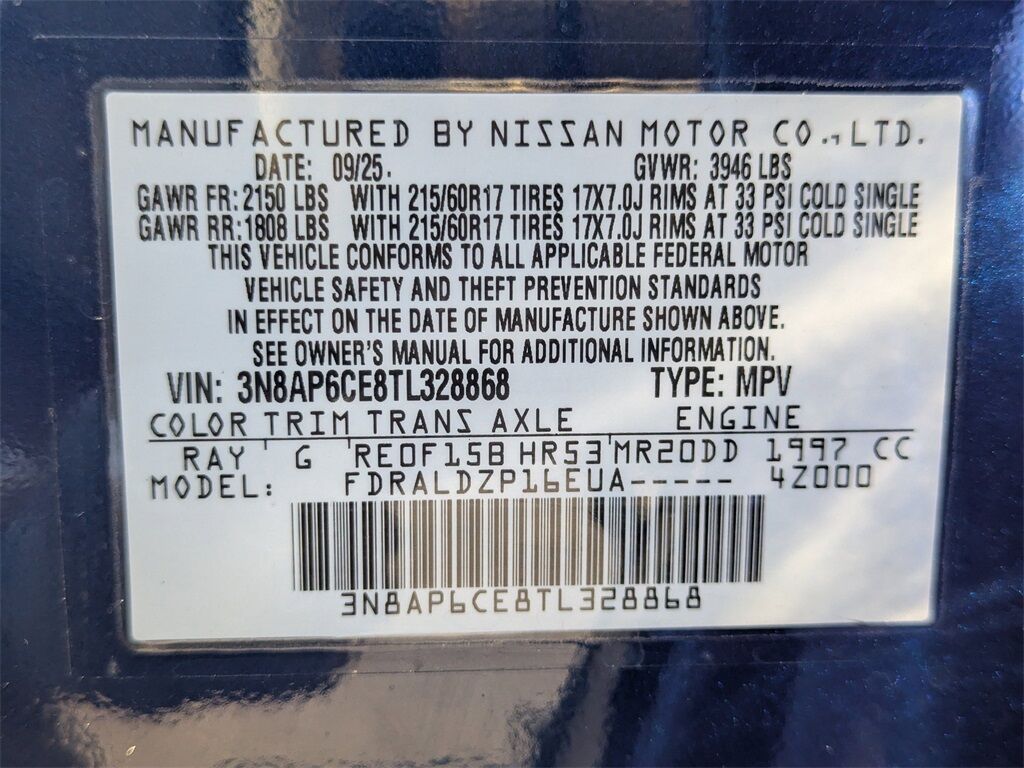 MANUFACTURED BY NISSAN MOTOR CO., LTD.
DATE: 09/25. GVWR: 3946 LBS
GAWR FR: 2150 LBS WITH 215/60R17 TIRES 17X7.0J RIMS AT 33 PSI COLD SINGLE
GAWR RR: 1808 LBS WITH 215/60R17 TIRES 17X7.0J RIMS AT 33 PSI COLD SINGLE
THIS VEHICLE CONFORMS TO ALL APPLICABLE FEDERAL MOTOR
VEHICLE SAFETY AND THEFT PREVENTION STANDARDS
IN EFFECT ON THE DATE OF MANUFACTURE SHOWN ABOVE.
SEE OWNER'S MANUAL FOR ADDITIONAL INFORMATION.
VIN: 3N8AP6CE8TL328868 TYPE: MPV
COLOR TRIM TRANS AXLE ENGINE
RAY G RE0F15B HR53 MR20DD 1997 CC
MODEL: FDRALDZP16EUA----- 4Z000
3N8AP6CE8TL328868